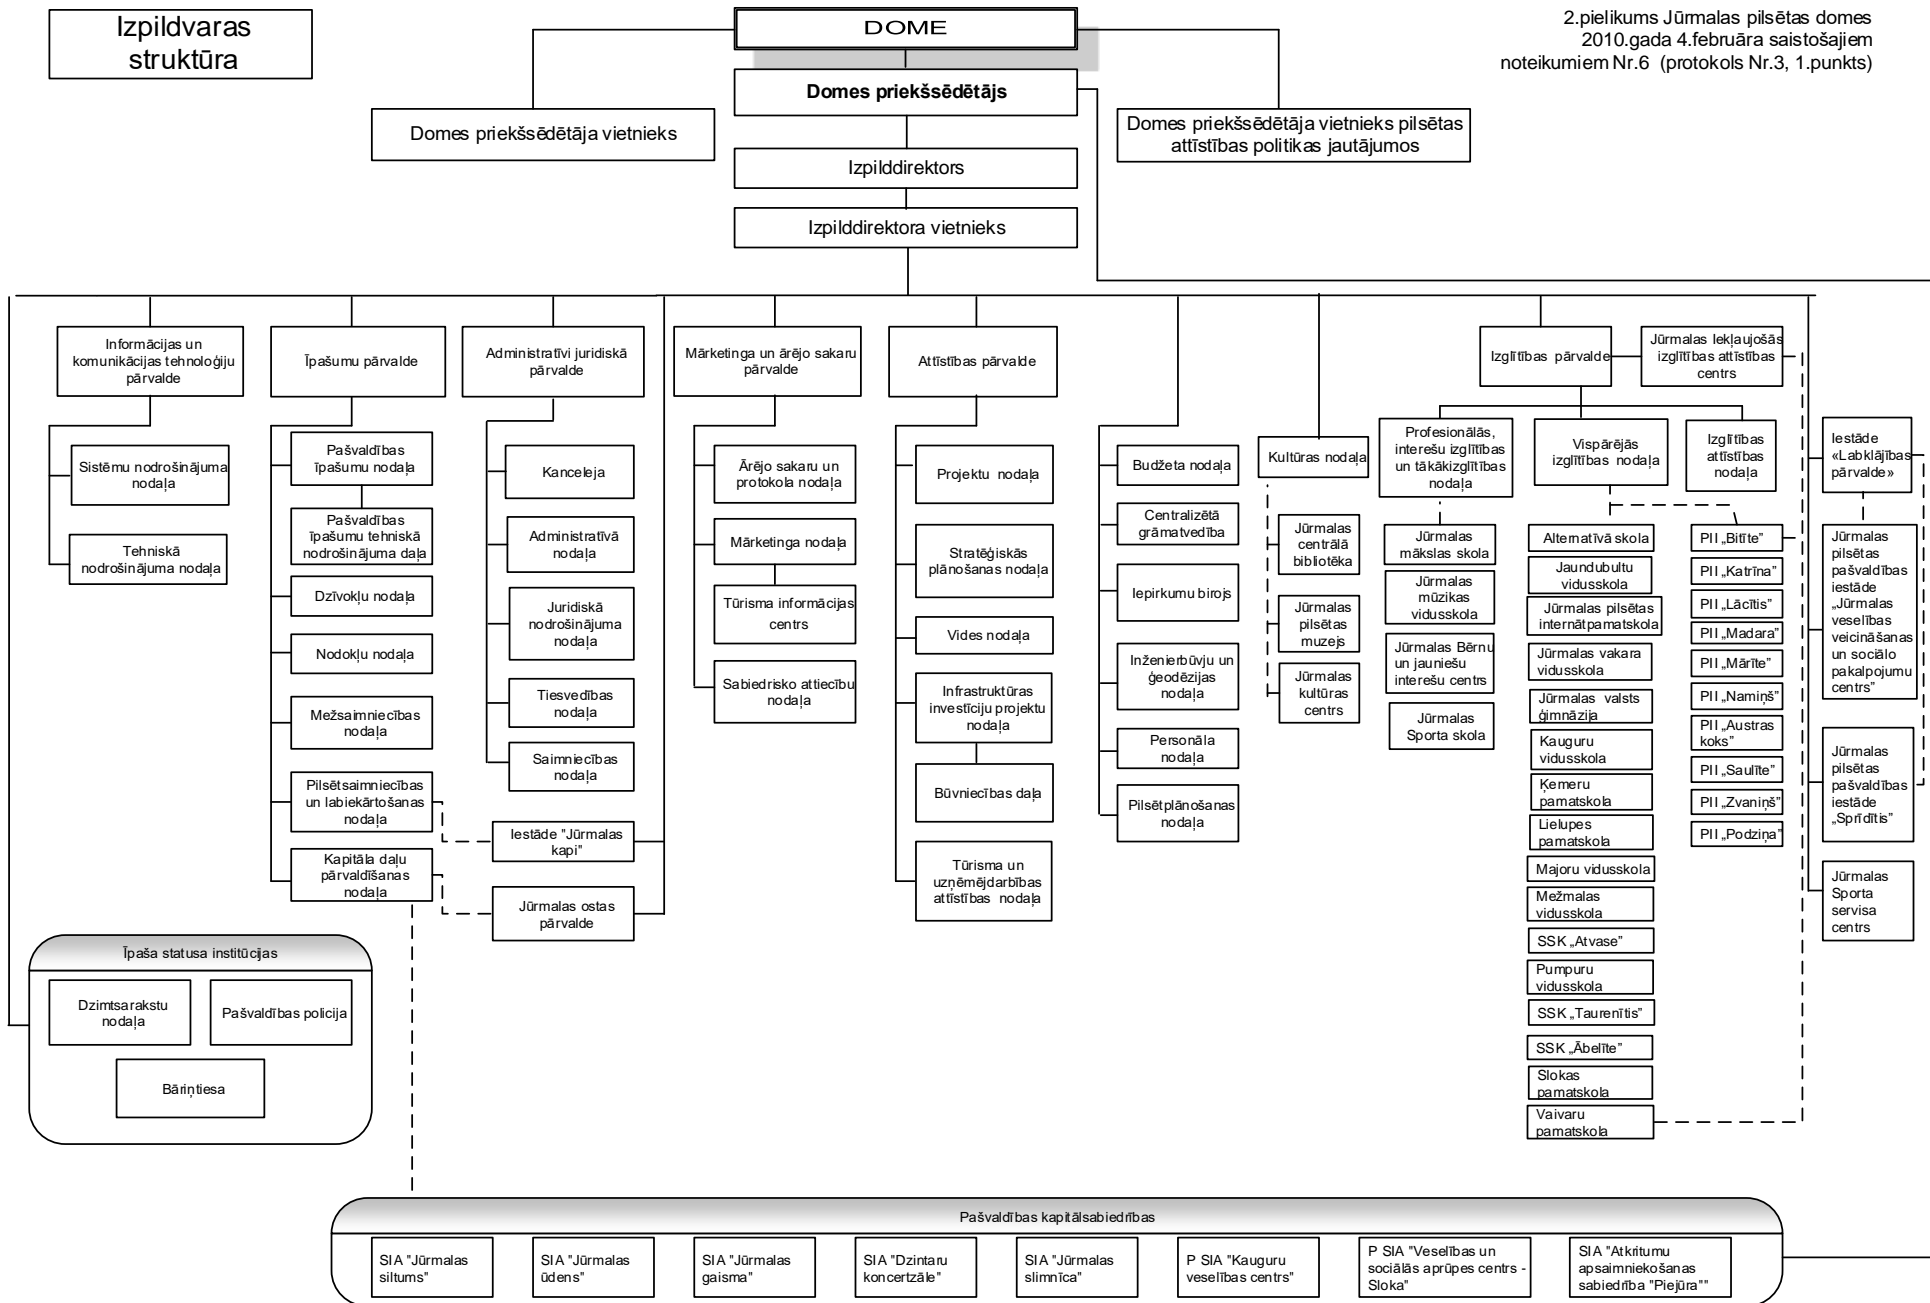 Izpildvaras
struktūra
DOME
2.pielikums Jūrmalas pilsētas domes
2010.gada 4.februāra saistošajiem
noteikumiem Nr.6 (protokols Nr.3, 1.punkts)
Domes priekšsēdētājs
Domes priekšsēdētāja vietnieks
Domes priekšsēdētāja vietnieks pilsētas
attīstības politikas jautājumos
Izpilddirektors
Izpilddirektora vietnieks
Informācijas un
komunikācijas tehnoloģiju
pārvalde
Sistēmu nodrošinājuma
nodaļa
Tehniskā
nodrošinājuma nodaļa
Īpašumu pārvalde
Pašvaldības
īpašumu nodaļa
Pašvaldības
īpašumu tehniskā
nodrošinājuma daļa
Dzīvokļu nodaļa
Nodokļu nodaļa
Mežsaimniecības
nodaļa
Pilsētsaimniecības
un labiekārtošanas
nodaļa
Kapitāla daļu
pārvaldīšanas
nodaļa
Administratīvi juridiskā
pārvalde
Kanceleja
Administratīvā
nodaļa
Juridiskā
nodrošinājuma
nodaļa
Tiesvedības
nodaļa
Saimniecības
nodaļa
Iestāde "Jūrmalas
kapi"
Jūrmalas ostas
pārvalde
Mārketinga un ārējo sakaru
pārvalde
Ārējo sakaru un
protokola nodaļa
Mārketinga nodaļa
Tūrisma informācijas
centrs
Sabiedrisko attiecību
nodaļa
Attīstības pārvalde
Projektu nodaļa
Stratēģiskās
plānošanas nodaļa
Vides nodaļa
Infrastruktūras
investīciju projektu
nodaļa
Būvniecības daļa
Tūrisma un
uzņēmējdarbības
attīstības nodaļa
Budžeta nodaļa
Centralizētā
grāmatvedība
Iepirkumu birojs
Inženierbūvju un
ģeodēzijas
nodaļa
Personāla
nodaļa
Pilsētplānošanas
nodaļa
Kultūras nodaļa
Jūrmalas
centrālā
bibliotēka
Jūrmalas
pilsētas
muzejs
Jūrmalas
kultūras
centrs
Izglītības pārvalde
Jūrmalas Iekļaujošās
izglītības attīstības
centrs
Profesionālās,
interešu izglītības
un tālākizglītības
nodaļa
Jūrmalas
mākslas skola
Jūrmalas
mūzikas
vidusskola
Jūrmalas Bērnu
un jauniešu
interešu centrs
Jūrmalas
Sporta skola
Vispārējās
izglītības nodaļa
Alternatīvā skola
Jaundubultu
vidusskola
Jūrmalas pilsētas
internātpamatskola
Jūrmalas vakara
vidusskola
Jūrmalas valsts
ģimnāzija
Kauguru
vidusskola
Ķemeru
pamatskola
Lielupes
pamatskola
Majoru vidusskola
Mežmalas
vidusskola
SSK „Atvase”
Pumpuru
vidusskola
SSK „Taurenītis”
SSK „Ābelīte”
Slokas
pamatskola
Vaivaru
pamatskola
Izglītības
attīstības
nodaļa
PII „Bitīte”
PII „Katrīna”
PII „Lācītis”
PII „Madara”
PII „Mārīte”
PII „Namiņš”
PII „Austras
koks”
PII „Saulīte”
PII „Zvaniņš”
PII „Podziņa”
Iestāde
«Labklājības
pārvalde»
Jūrmalas
pilsētas
pašvaldības
iestāde
„Jūrmalas
veselības
veicināšanas
un sociālo
pakalpojumu
centrs”
Jūrmalas
pilsētas
pašvaldības
iestāde
„Sprīdītis”
Jūrmalas
Sporta
servisa
centrs
Īpaša statusa institūcijas
Dzimtsarakstu
nodaļa
Pašvaldības policija
Bāriņtiesa
Pašvaldības kapitālsabiedrības
SIA "Jūrmalas
siltums"
SIA "Jūrmalas
ūdens"
SIA "Jūrmalas
gaisma"
SIA "Dzintaru
koncertzāle"
SIA "Jūrmalas
slimnīca"
P SIA "Kauguru
veselības centrs"
P SIA "Veselības un
sociālās aprūpes centrs -
Sloka"
SIA "Atkritumu
apsaimniekošanas
sabiedrība "Piejūra""